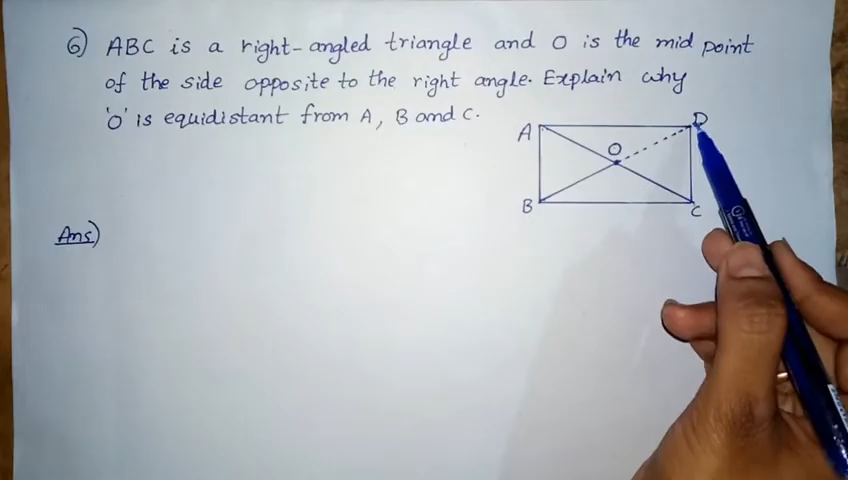 6) ABC is a right-angled triangle and O is the mid point
of the side opposite to the right angle. Explain why
'O' is equidistant from A, B and C.
A
D
O
B
C
Ans)